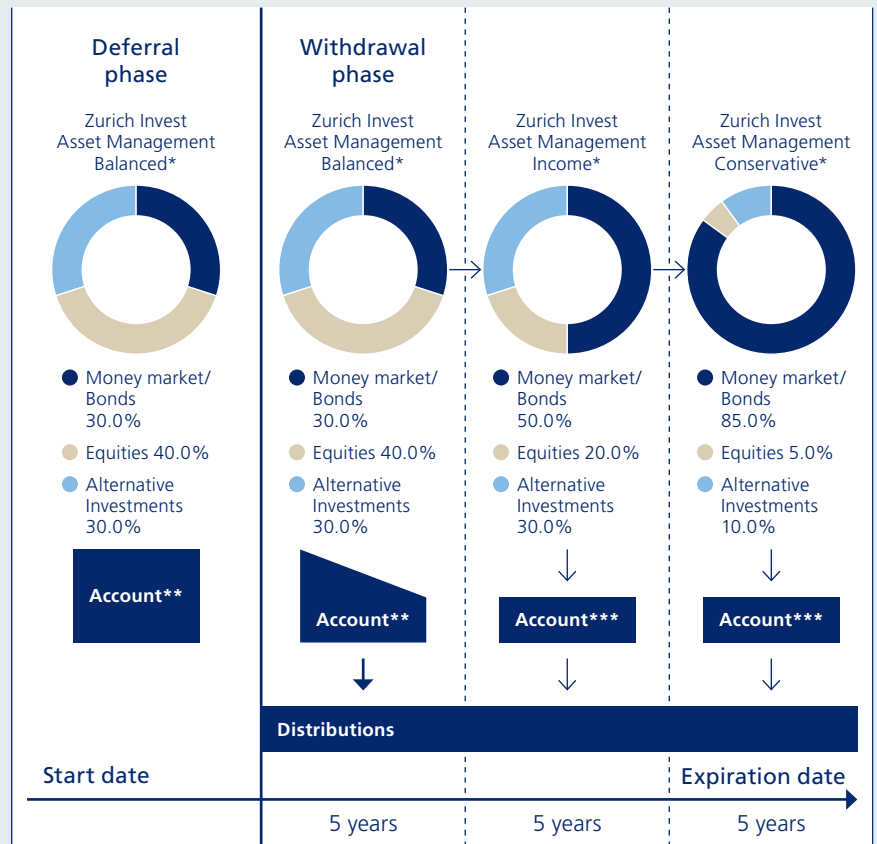 Deferral
phase
Zurich Invest
Asset Management
Balanced*
Money market/
Bonds
30.0%
Equities 40.0%
Alternative
Investments
30.0%
Account**
Withdrawal
phase
Zurich Invest
Asset Management
Balanced*
Money market/
Bonds
30.0%
Equities 40.0%
Alternative
Investments
30.0%
Account**
Zurich Invest
Asset Management
Income*
Money market/
Bonds
50.0%
Equities 20.0%
Alternative
Investments
30.0%
Account***
Zurich Invest
Asset Management
Conservative*
Money market/
Bonds
85.0%
Equities 5.0%
Alternative
Investments
10.0%
Account***
Distributions
Start date
Expiration date
5 years
5 years
5 years